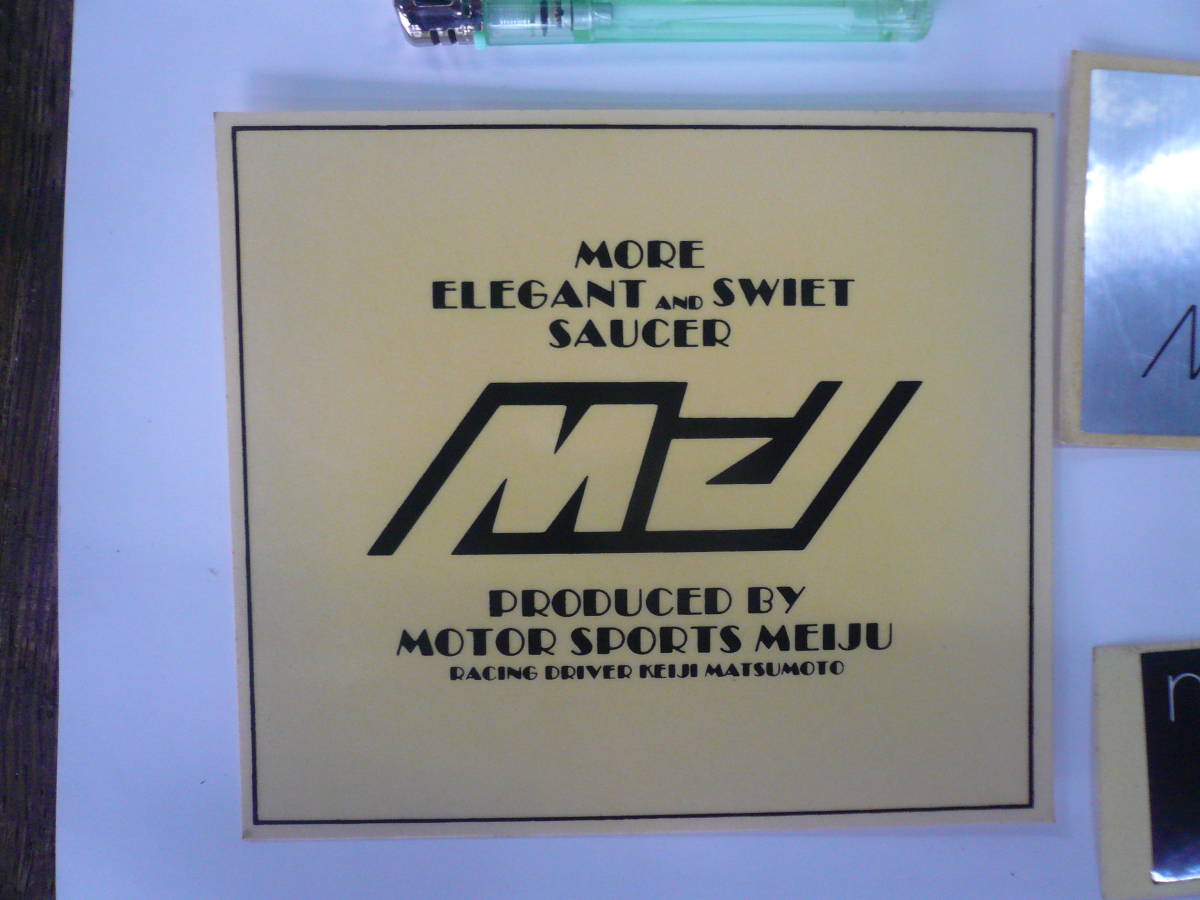 MORE
ELEGANT AND SWIET
SAUCER
MJ
PRODUCED BY
MOTOR SPORTS MEIJU
RACING DRIVER KEIJI MATSUMOTO